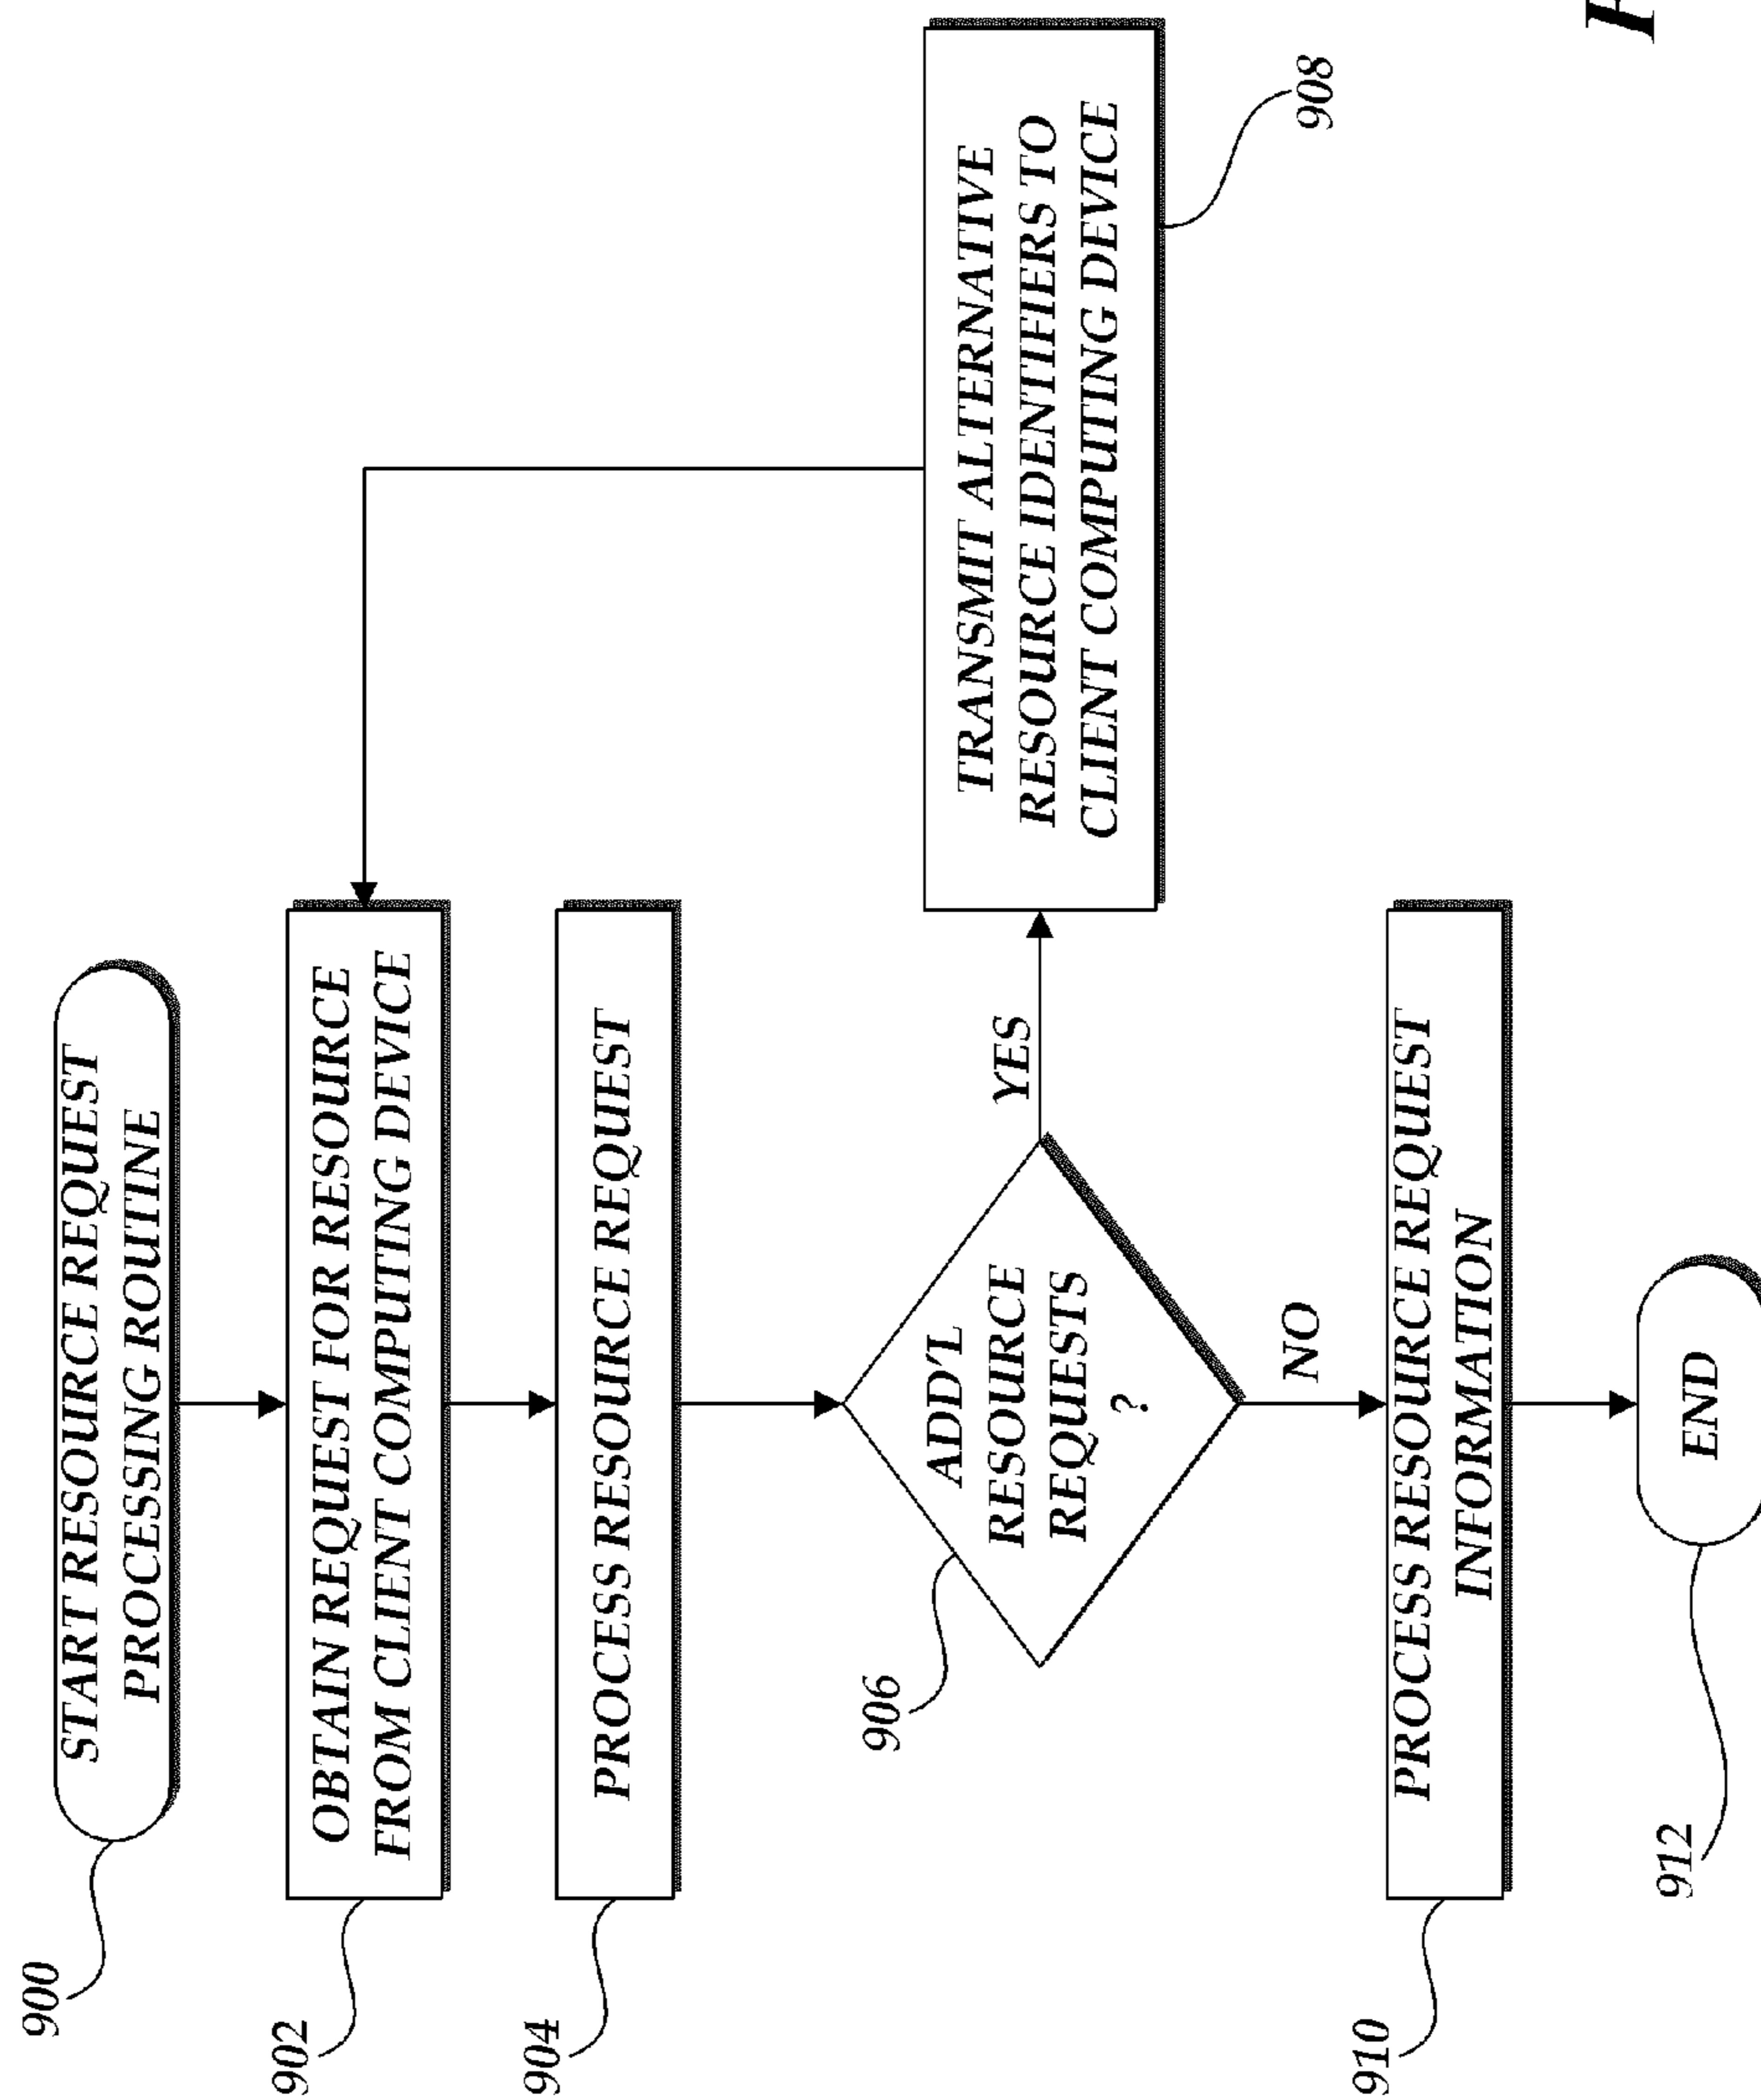 900
START RESOURCE REQUEST
PROCESSING ROUTINE
902
OBTAIN REQUEST FOR RESOURCE
FROM CLIENT COMPUTING DEVICE
904
PROCESS RESOURCE REQUEST
906
ADD'L
RESOURCE
REQUESTS
?
YES
TRANSMIT ALTERNATIVE
RESOURCE IDENTIFIERS TO
CLIENT COMPUTING DEVICE
908
NO
910
PROCESS RESOURCE REQUEST
INFORMATION
912
END